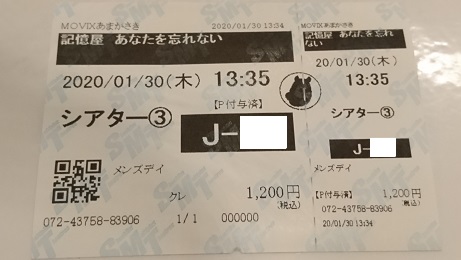 MOVIXあまがさき 2020/01/30 13:34
記憶屋 あなたを忘れない
2020/01/30(木) 13:35
[P付与済]
シアター③
J-
メンズデイ
クレ 1,200円
(税込)
072-43758-83906 1/1 000000
MOVIXあまがさき
記憶屋 あなたを忘れ
ない
20/01/30(木)
13:35
シアター③
J-
メンズデイ
[P付与済] 1,200円
(税込)
072-43758-83906
20/01/30 13:34